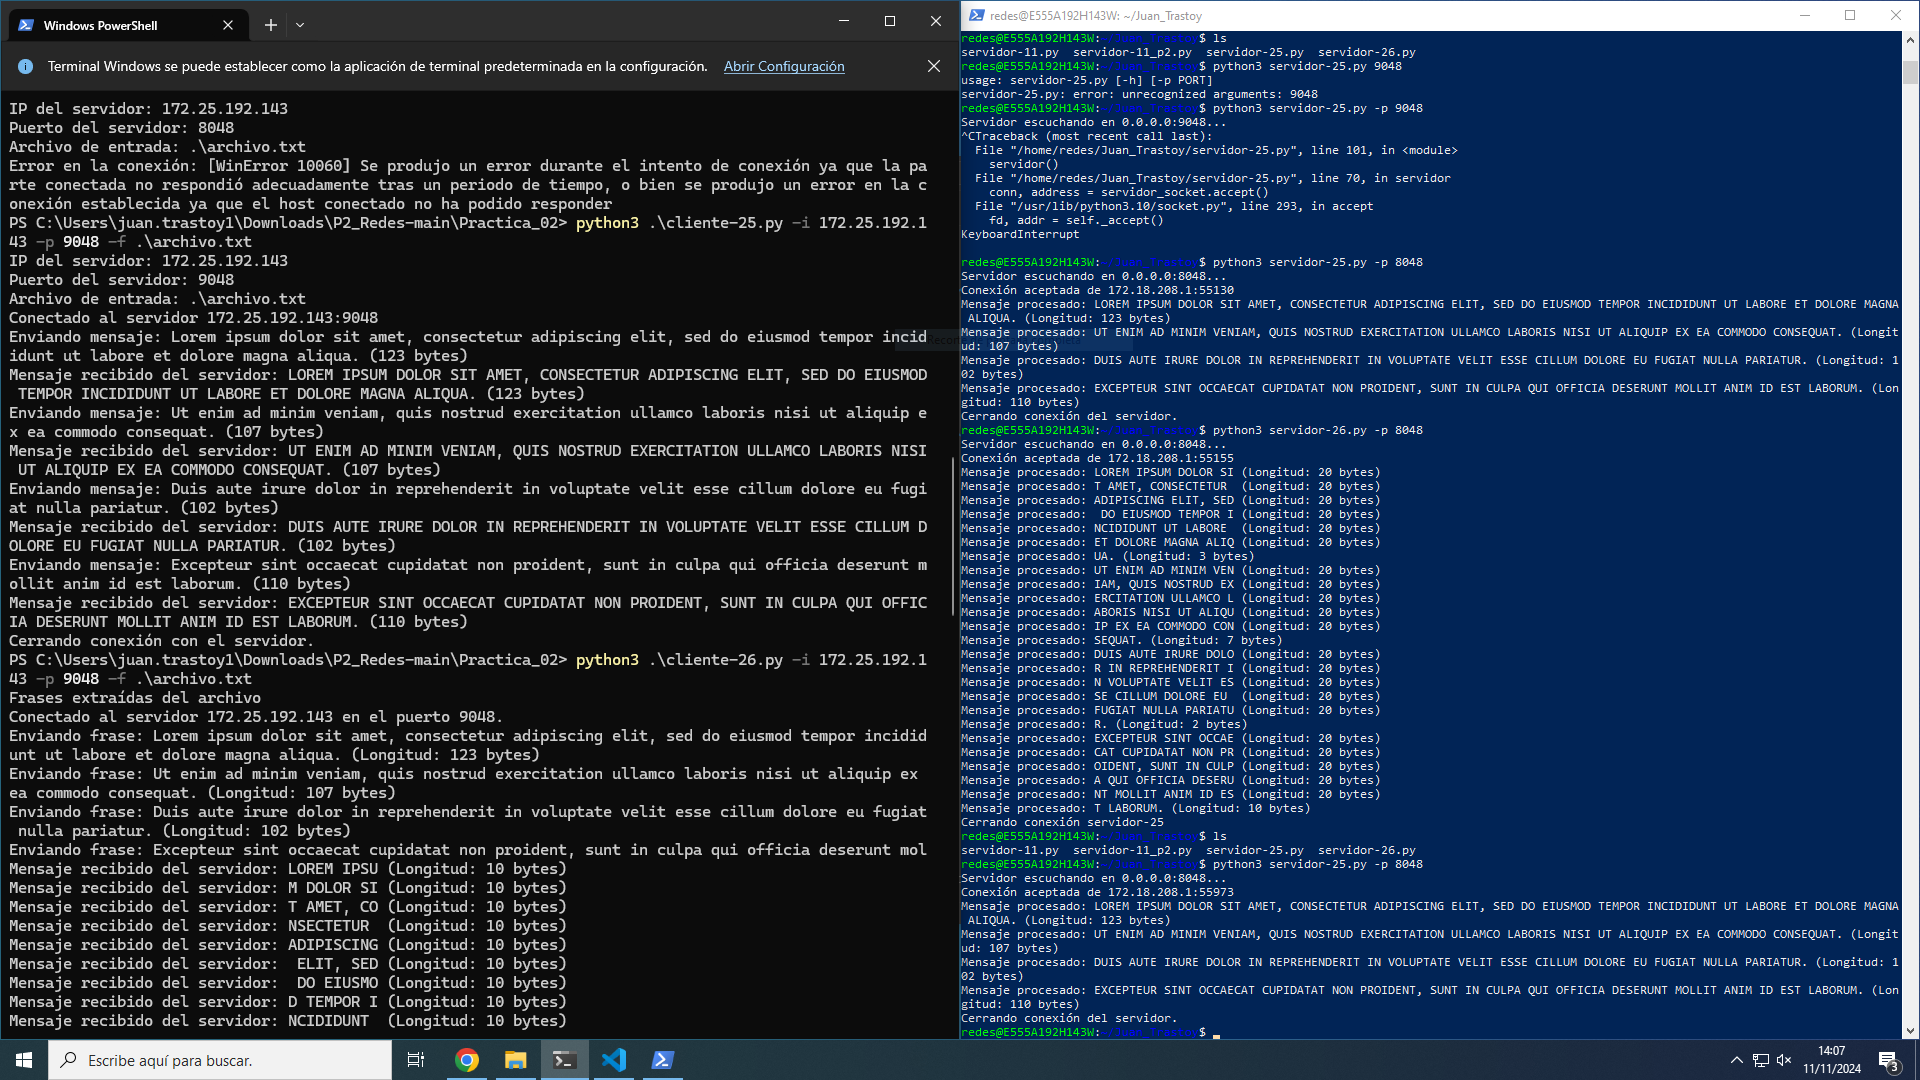 Windows PowerShell
Terminal Windows se puede establecer como la aplicación de terminal predeterminada en la configuración. Abrir Configuración
IP del servidor: 172.25.192.143
Puerto del servidor: 8048
Archivo de entrada: .\archivo.txt
Error en la conexión: [WinError 10060] Se produjo un error durante el intento de conexión ya que la pa
rte conectada no respondió adecuadamente tras un periodo de tiempo, o bien se produjo un error en la c
onexión establecida ya que el host conectado no ha podido responder
PS C:\Users\juan.trastoy1\Downloads\P2_Redes-main\Practica_02> python3 .\cliente-25.py -i 172.25.192.1
43 -p 9048 -f .\archivo.txt
IP del servidor: 172.25.192.143
Puerto del servidor: 9048
Archivo de entrada: .\archivo.txt
Conectado al servidor 172.25.192.143:9048
Enviando mensaje: Lorem ipsum dolor sit amet, consectetur adipiscing elit, sed do eiusmod tempor incid
idunt ut labore et dolore magna aliqua. (123 bytes)
Mensaje recibido del servidor: LOREM IPSUM DOLOR SIT AMET, CONSECTETUR ADIPISCING ELIT, SED DO EIUSMOD
 TEMPOR INCIDIDUNT UT LABORE ET DOLORE MAGNA ALIQUA. (123 bytes)
Enviando mensaje: Ut enim ad minim veniam, quis nostrud exercitation ullamco laboris nisi ut aliquip e
x ea commodo consequat. (107 bytes)
Mensaje recibido del servidor: UT ENIM AD MINIM VENIAM, QUIS NOSTRUD EXERCITATION ULLAMCO LABORIS NISI
 UT ALIQUIP EX EA COMMODO CONSEQUAT. (107 bytes)
Enviando mensaje: Duis aute irure dolor in reprehenderit in voluptate velit esse cillum dolore eu fugi
at nulla pariatur. (102 bytes)
Mensaje recibido del servidor: DUIS AUTE IRURE DOLOR IN REPREHENDERIT IN VOLUPTATE VELIT ESSE CILLUM D
OLORE EU FUGIAT NULLA PARIATUR. (102 bytes)
Enviando mensaje: Excepteur sint occaecat cupidatat non proident, sunt in culpa qui officia deserunt m
ollit anim id est laborum. (110 bytes)
Mensaje recibido del servidor: EXCEPTEUR SINT OCCAECAT CUPIDATAT NON PROIDENT, SUNT IN CULPA QUI OFFIC
IA DESERUNT MOLLIT ANIM ID EST LABORUM. (110 bytes)
Cerrando conexión con el servidor.
PS C:\Users\juan.trastoy1\Downloads\P2_Redes-main\Practica_02> python3 .\cliente-26.py -i 172.25.192.1
43 -p 9048 -f .\archivo.txt
Frases extraídas del archivo
Conectado al servidor 172.25.192.143 en el puerto 9048.
Enviando frase: Lorem ipsum dolor sit amet, consectetur adipiscing elit, sed do eiusmod tempor incidid
unt ut labore et dolore magna aliqua. (Longitud: 123 bytes)
Enviando frase: Ut enim ad minim veniam, quis nostrud exercitation ullamco laboris nisi ut aliquip ex
ea commodo consequat. (Longitud: 107 bytes)
Enviando frase: Duis aute irure dolor in reprehenderit in voluptate velit esse cillum dolore eu fugiat
 nulla pariatur. (Longitud: 102 bytes)
Enviando frase: Excepteur sint occaecat cupidatat non proident, sunt in culpa qui officia deserunt mol
Mensaje recibido del servidor: LOREM IPSU (Longitud: 10 bytes)
Mensaje recibido del servidor: M DOLOR SI (Longitud: 10 bytes)
Mensaje recibido del servidor: T AMET, CO (Longitud: 10 bytes)
Mensaje recibido del servidor: NSECTETUR  (Longitud: 10 bytes)
Mensaje recibido del servidor: ADIPISCING (Longitud: 10 bytes)
Mensaje recibido del servidor:  ELIT, SED (Longitud: 10 bytes)
Mensaje recibido del servidor:  DO EIUSMO (Longitud: 10 bytes)
Mensaje recibido del servidor: D TEMPOR I (Longitud: 10 bytes)
Mensaje recibido del servidor: NCIDIDUNT  (Longitud: 10 bytes)
redes@E555A192H143W: ~/Juan_Trastoy
redes@E555A192H143W:~/Juan_Trastoy$ ls
servidor-11.py  servidor-11_p2.py  servidor-25.py  servidor-26.py
redes@E555A192H143W:~/Juan_Trastoy$ python3 servidor-25.py 9048
usage: servidor-25.py [-h] [-p PORT]
servidor-25.py: error: unrecognized arguments: 9048
redes@E555A192H143W:~/Juan_Trastoy$ python3 servidor-25.py -p 9048
Servidor escuchando en 0.0.0.0:9048...
^CTraceback (most recent call last):
  File "/home/redes/Juan_Trastoy/servidor-25.py", line 101, in <module>
    servidor()
  File "/home/redes/Juan_Trastoy/servidor-25.py", line 70, in servidor
    conn, address = servidor_socket.accept()
  File "/usr/lib/python3.10/socket.py", line 293, in accept
    fd, addr = self._accept()
KeyboardInterrupt
redes@E555A192H143W:~/Juan_Trastoy$ python3 servidor-25.py -p 8048
Servidor escuchando en 0.0.0.0:8048...
Conexión aceptada de 172.18.208.1:55130
Mensaje procesado: LOREM IPSUM DOLOR SIT AMET, CONSECTETUR ADIPISCING ELIT, SED DO EIUSMOD TEMPOR INCIDIDUNT UT LABORE ET DOLORE MAGNA
 ALIQUA. (Longitud: 123 bytes)
Mensaje procesado: UT ENIM AD MINIM VENIAM, QUIS NOSTRUD EXERCITATION ULLAMCO LABORIS NISI UT ALIQUIP EX EA COMMODO CONSEQUAT. (Longit
ud: 107 bytes)
Mensaje procesado: DUIS AUTE IRURE DOLOR IN REPREHENDERIT IN VOLUPTATE VELIT ESSE CILLUM DOLORE EU FUGIAT NULLA PARIATUR. (Longitud: 1
02 bytes)
Mensaje procesado: EXCEPTEUR SINT OCCAECAT CUPIDATAT NON PROIDENT, SUNT IN CULPA QUI OFFICIA DESERUNT MOLLIT ANIM ID EST LABORUM. (Lon
gitud: 110 bytes)
Cerrando conexión del servidor.
redes@E555A192H143W:~/Juan_Trastoy$ python3 servidor-26.py -p 8048
Servidor escuchando en 0.0.0.0:8048...
Conexión aceptada de 172.18.208.1:55155
Mensaje procesado: LOREM IPSUM DOLOR SI (Longitud: 20 bytes)
Mensaje procesado: T AMET, CONSECTETUR  (Longitud: 20 bytes)
Mensaje procesado: ADIPISCING ELIT, SED (Longitud: 20 bytes)
Mensaje procesado:  DO EIUSMOD TEMPOR I (Longitud: 20 bytes)
Mensaje procesado: NCIDIDUNT UT LABORE  (Longitud: 20 bytes)
Mensaje procesado: ET DOLORE MAGNA ALIQ (Longitud: 20 bytes)
Mensaje procesado: UA. (Longitud: 3 bytes)
Mensaje procesado: UT ENIM AD MINIM VEN (Longitud: 20 bytes)
Mensaje procesado: IAM, QUIS NOSTRUD EX (Longitud: 20 bytes)
Mensaje procesado: ERCITATION ULLAMCO L (Longitud: 20 bytes)
Mensaje procesado: ABORIS NISI UT ALIQU (Longitud: 20 bytes)
Mensaje procesado: IP EX EA COMMODO CON (Longitud: 20 bytes)
Mensaje procesado: SEQUAT. (Longitud: 7 bytes)
Mensaje procesado: DUIS AUTE IRURE DOLO (Longitud: 20 bytes)
Mensaje procesado: R IN REPREHENDERIT I (Longitud: 20 bytes)
Mensaje procesado: N VOLUPTATE VELIT ES (Longitud: 20 bytes)
Mensaje procesado: SE CILLUM DOLORE EU  (Longitud: 20 bytes)
Mensaje procesado: FUGIAT NULLA PARIATU (Longitud: 20 bytes)
Mensaje procesado: R. (Longitud: 2 bytes)
Mensaje procesado: EXCEPTEUR SINT OCCAE (Longitud: 20 bytes)
Mensaje procesado: CAT CUPIDATAT NON PR (Longitud: 20 bytes)
Mensaje procesado: OIDENT, SUNT IN CULP (Longitud: 20 bytes)
Mensaje procesado: A QUI OFFICIA DESERU (Longitud: 20 bytes)
Mensaje procesado: NT MOLLIT ANIM ID ES (Longitud: 20 bytes)
Mensaje procesado: T LABORUM. (Longitud: 10 bytes)
Cerrando conexión servidor-25
redes@E555A192H143W:~/Juan_Trastoy$ ls
servidor-11.py  servidor-11_p2.py  servidor-25.py  servidor-26.py
redes@E555A192H143W:~/Juan_Trastoy$ python3 servidor-25.py -p 8048
Servidor escuchando en 0.0.0.0:8048...
Conexión aceptada de 172.18.208.1:55973
Mensaje procesado: LOREM IPSUM DOLOR SIT AMET, CONSECTETUR ADIPISCING ELIT, SED DO EIUSMOD TEMPOR INCIDIDUNT UT LABORE ET DOLORE MAGNA
 ALIQUA. (Longitud: 123 bytes)
Mensaje procesado: UT ENIM AD MINIM VENIAM, QUIS NOSTRUD EXERCITATION ULLAMCO LABORIS NISI UT ALIQUIP EX EA COMMODO CONSEQUAT. (Longit
ud: 107 bytes)
Mensaje procesado: DUIS AUTE IRURE DOLOR IN REPREHENDERIT IN VOLUPTATE VELIT ESSE CILLUM DOLORE EU FUGIAT NULLA PARIATUR. (Longitud: 1
02 bytes)
Mensaje procesado: EXCEPTEUR SINT OCCAECAT CUPIDATAT NON PROIDENT, SUNT IN CULPA QUI OFFICIA DESERUNT MOLLIT ANIM ID EST LABORUM. (Lon
gitud: 110 bytes)
Cerrando conexión del servidor.
redes@E555A192H143W:~/Juan_Trastoy$
Escribe aquí para buscar.
14:07
11/11/2024
3